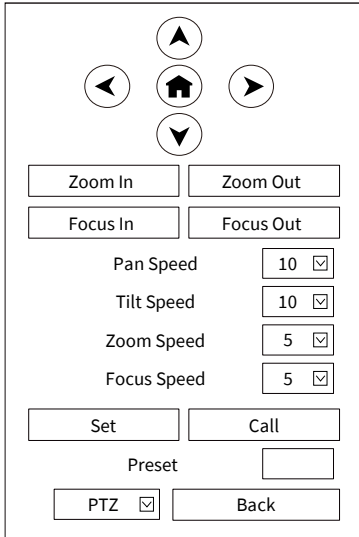 Zoom In Zoom Out
Focus In Focus Out
Pan Speed 10
Tilt Speed 10
Zoom Speed 5
Focus Speed 5
Set Call
Preset
PTZ Back